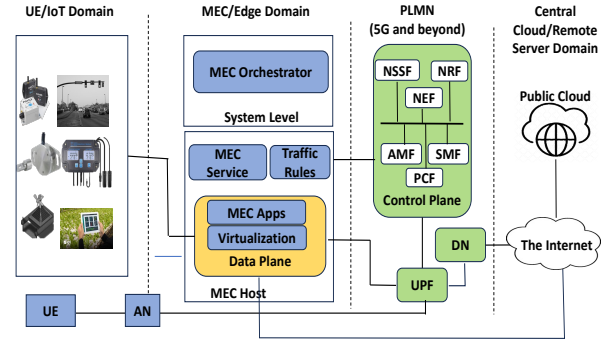 UE/IoT Domain
MEC/Edge Domain
PLMN
(5G and beyond)
Central
Cloud/Remote
Server Domain
MEC Orchestrator
System Level
NSSF
NRF
NEF
AMF
SMF
PCF
Control Plane
Public Cloud
MEC
Service
Traffic
Rules
MEC Apps
Virtualization
Data Plane
MEC Host
DN
The Internet
UPF
UE
AN